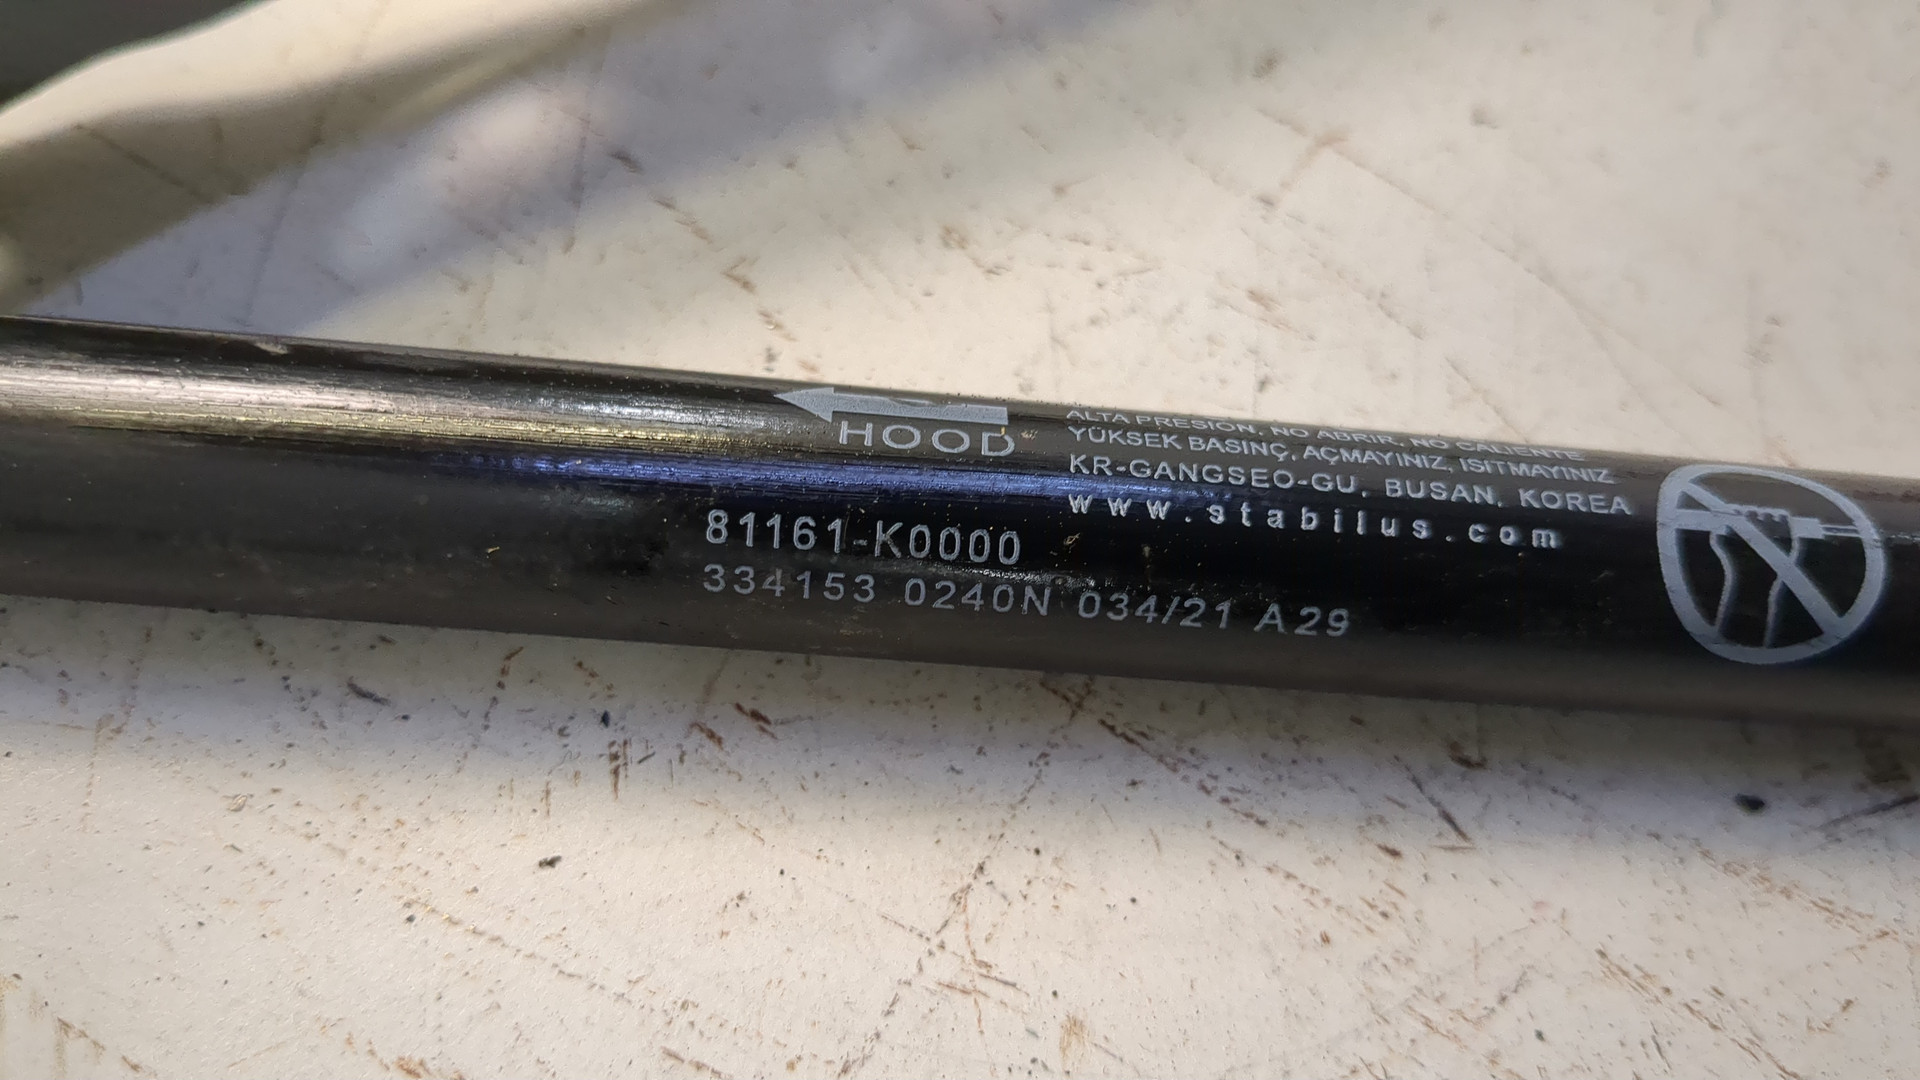 HOOD
ALTA PRESION, NO ABRIR, NO CALIENTE
YÜKSEK BASINÇ, AÇMAYINIZ, ISITMAYINIZ
KR-GANGSEO-GU, BUSAN, KOREA
www.stabilus.com
81161-K0000
334153 0240N 034/21 A29